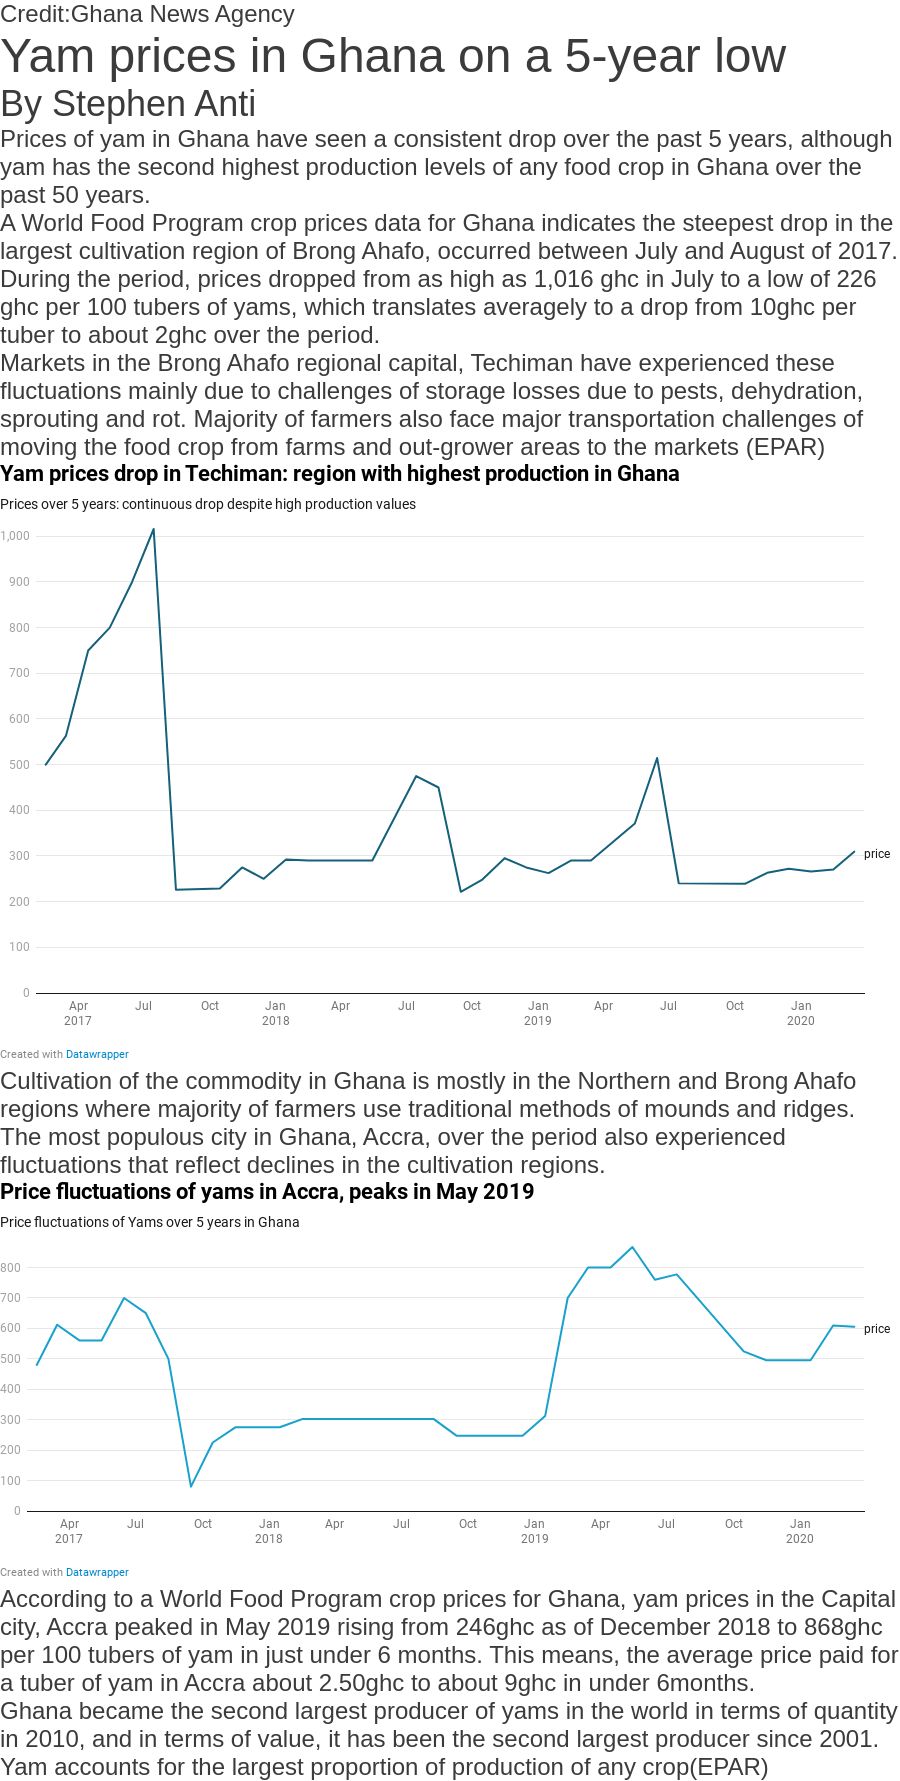 Credit:Ghana News Agency
Yam prices in Ghana on a 5-year low
By Stephen Anti
Prices of yam in Ghana have seen a consistent drop over the past 5 years, although
yam has the second highest production levels of any food crop in Ghana over the
past 50 years.
A World Food Program crop prices data for Ghana indicates the steepest drop in the
largest cultivation region of Brong Ahafo, occurred between July and August of 2017.
During the period, prices dropped from as high as 1,016 ghc in July to a low of 226
ghc per 100 tubers of yams, which translates averagely to a drop from 10ghc per
tuber to about 2ghc over the period.
Markets in the Brong Ahafo regional capital, Techiman have experienced these
fluctuations mainly due to challenges of storage losses due to pests, dehydration,
sprouting and rot. Majority of farmers also face major transportation challenges of
moving the food crop from farms and out-grower areas to the markets (EPAR)
Yam prices drop in Techiman: region with highest production in Ghana
Prices over 5 years: continuous drop despite high production values
1,000
900
800
700
600
500
400
300
price
200
100
0
Apr Jul Oct Jan Apr Jul Oct Jan Apr Jul Oct Jan
2017 2018 2019 2020
Created with Datawrapper
Cultivation of the commodity in Ghana is mostly in the Northern and Brong Ahafo
regions where majority of farmers use traditional methods of mounds and ridges.
The most populous city in Ghana, Accra, over the period also experienced
fluctuations that reflect declines in the cultivation regions.
Price fluctuations of yams in Accra, peaks in May 2019
Price fluctuations of Yams over 5 years in Ghana
800
700
600
price
500
400
300
200
100
0
Apr Jul Oct Jan Apr Jul Oct Jan Apr Jul Oct Jan
2017 2018 2019 2020
Created with Datawrapper
According to a World Food Program crop prices for Ghana, yam prices in the Capital
city, Accra peaked in May 2019 rising from 246ghc as of December 2018 to 868ghc
per 100 tubers of yam in just under 6 months. This means, the average price paid for
a tuber of yam in Accra about 2.50ghc to about 9ghc in under 6months.
Ghana became the second largest producer of yams in the world in terms of quantity
in 2010, and in terms of value, it has been the second largest producer since 2001.
Yam accounts for the largest proportion of production of any crop(EPAR)